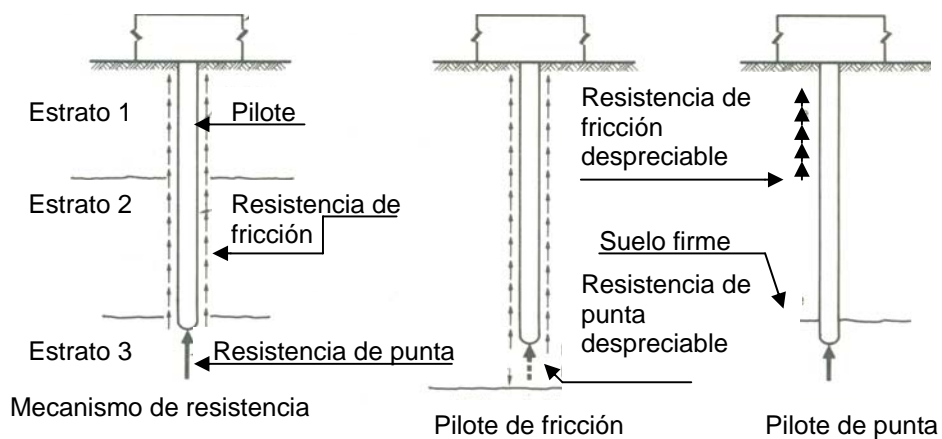 Estrato 1
Pilote
Estrato 2
Resistencia de
fricción
Estrato 3
Resistencia de punta
Mecanismo de resistencia
Resistencia de
fricción
despreciable
Suelo firme
Resistencia de
punta
despreciable
Pilote de fricción
Pilote de punta